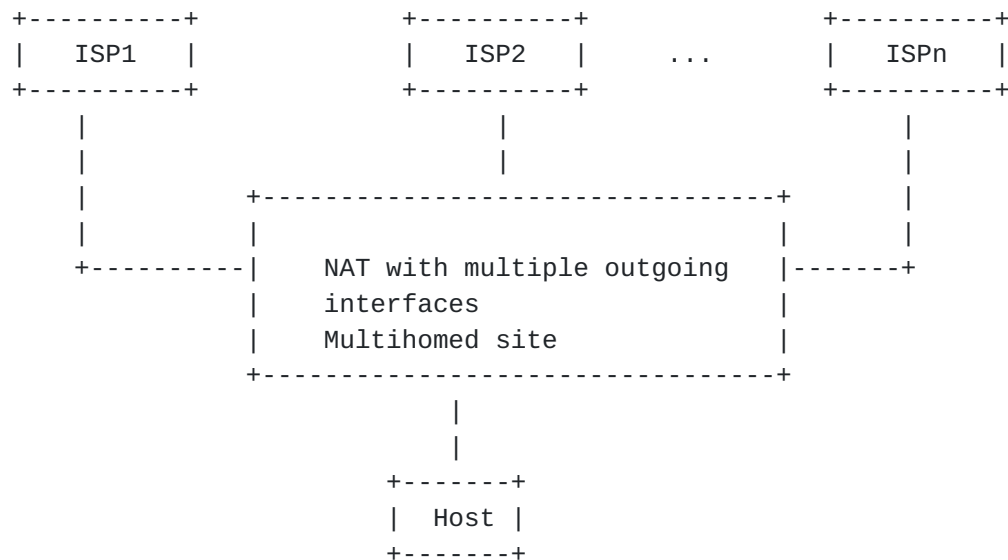 ISP1 ISP2 ... ISPn
NAT with multiple outgoing
interfaces
Multihomed site
Host